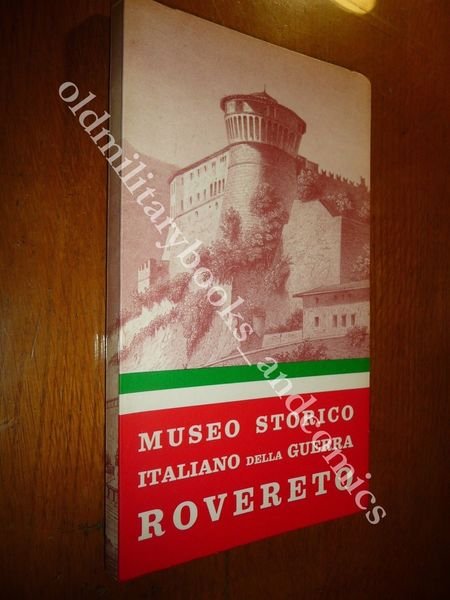 MUSEO STORICO
ITALIANO DELLA GUERRA
ROVERETO
oldmilitarybooks_andcomics